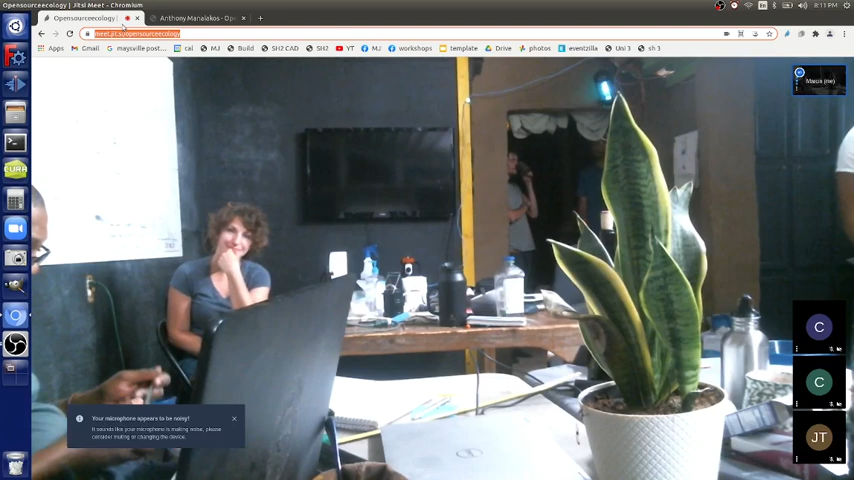 Opensourceecology | Jitsi Meet - Chromium
En
8:11 PM
Opensourceecology |
Anthony Manalakos - Op
meet.jit.si/opensourceecology
Apps
Gmail
maysville post...
cal
MJ
Build
SH2 CAD
SH2
YT
MJ
workshops
template
Drive
photos
eventzilla
Uni 3
sh 3
Marcin (me)
CURA
C
C
JT
Your microphone appears to be noisy!
It sounds like your microphone is making noise, please
consider muting or changing the device.